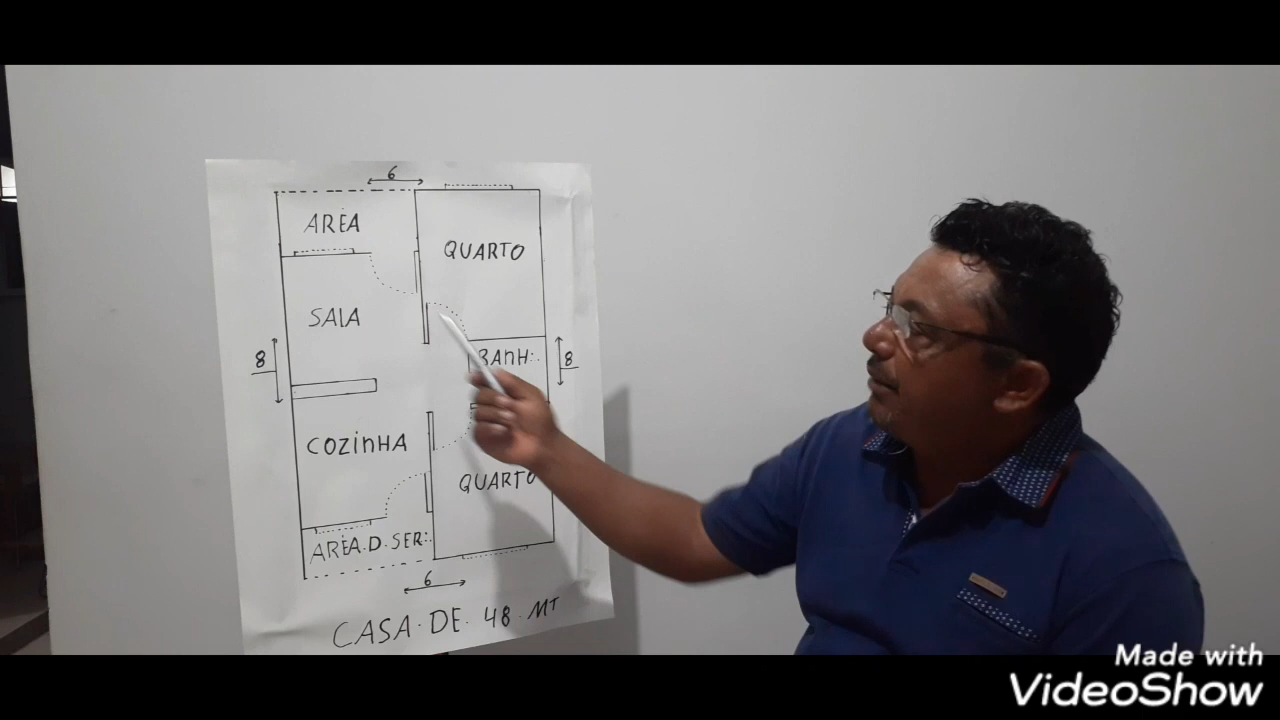 6
AREA
QUARTO
SALA
8
BANH:.
8
COZINHA
QUARTO
AREA.D.SER:.
6
CASA.DE.48.MT
Made with
VideoShow